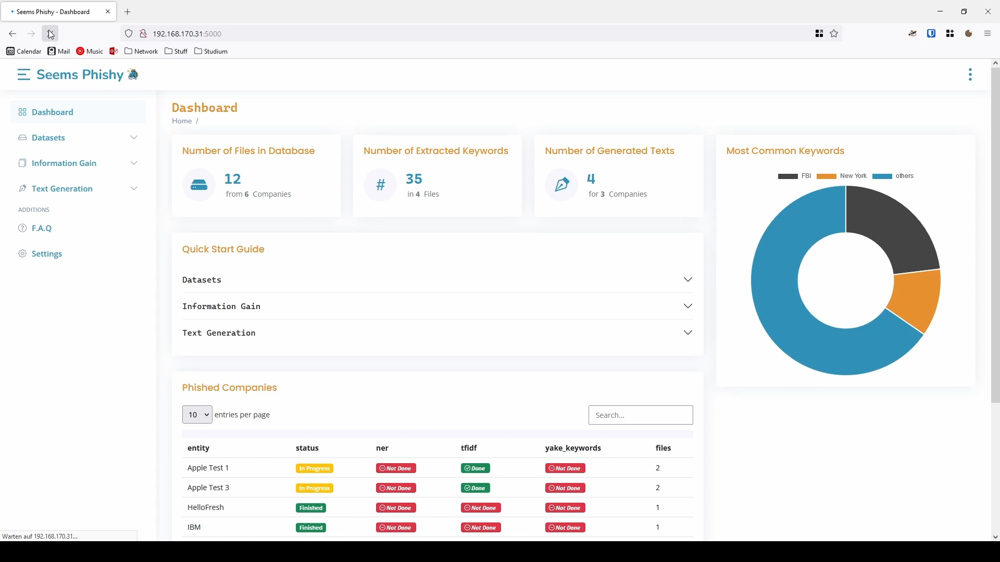 Seems Phishy - Dashboard
192.168.170.31:5000
Calendar Mail Music Network Stuff Studium
Seems Phishy
Dashboard
Datasets
Information Gain
Text Generation
ADDITIONS
F.A.Q
Settings
Dashboard
Home /
Number of Files in Database
12
from 6 Companies
Number of Extracted Keywords
#
35
in 4 Files
Number of Generated Texts
4
for 3 Companies
Most Common Keywords
FBI New York others
Quick Start Guide
Datasets
Information Gain
Text Generation
Phished Companies
10 entries per page
Search...
entity status ner tfidf yake_keywords files
Apple Test 1 In Progress Not Done Done Not Done 2
Apple Test 3 In Progress Not Done Done Not Done 2
HelloFresh Finished Not Done Not Done Not Done 1
IBM Finished Not Done Not Done Not Done 1
Warten auf 192.168.170.31...